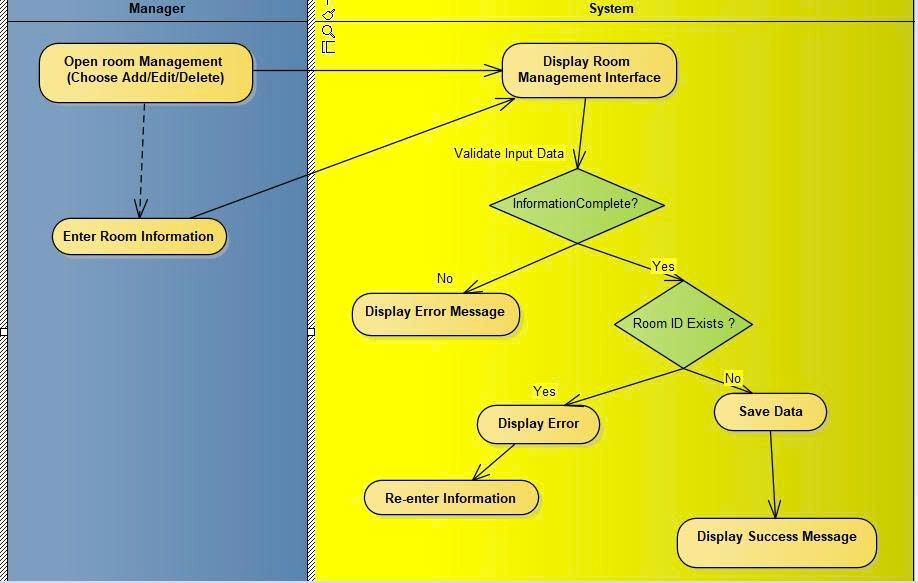 Manager
System
Open room Management
(Choose Add/Edit/Delete)
Display Room
Management Interface
Validate Input Data
InformationComplete?
Enter Room Information
Yes
No
Display Error Message
Room ID Exists ?
No
Yes
Save Data
Display Error
Re-enter Information
Display Success Message